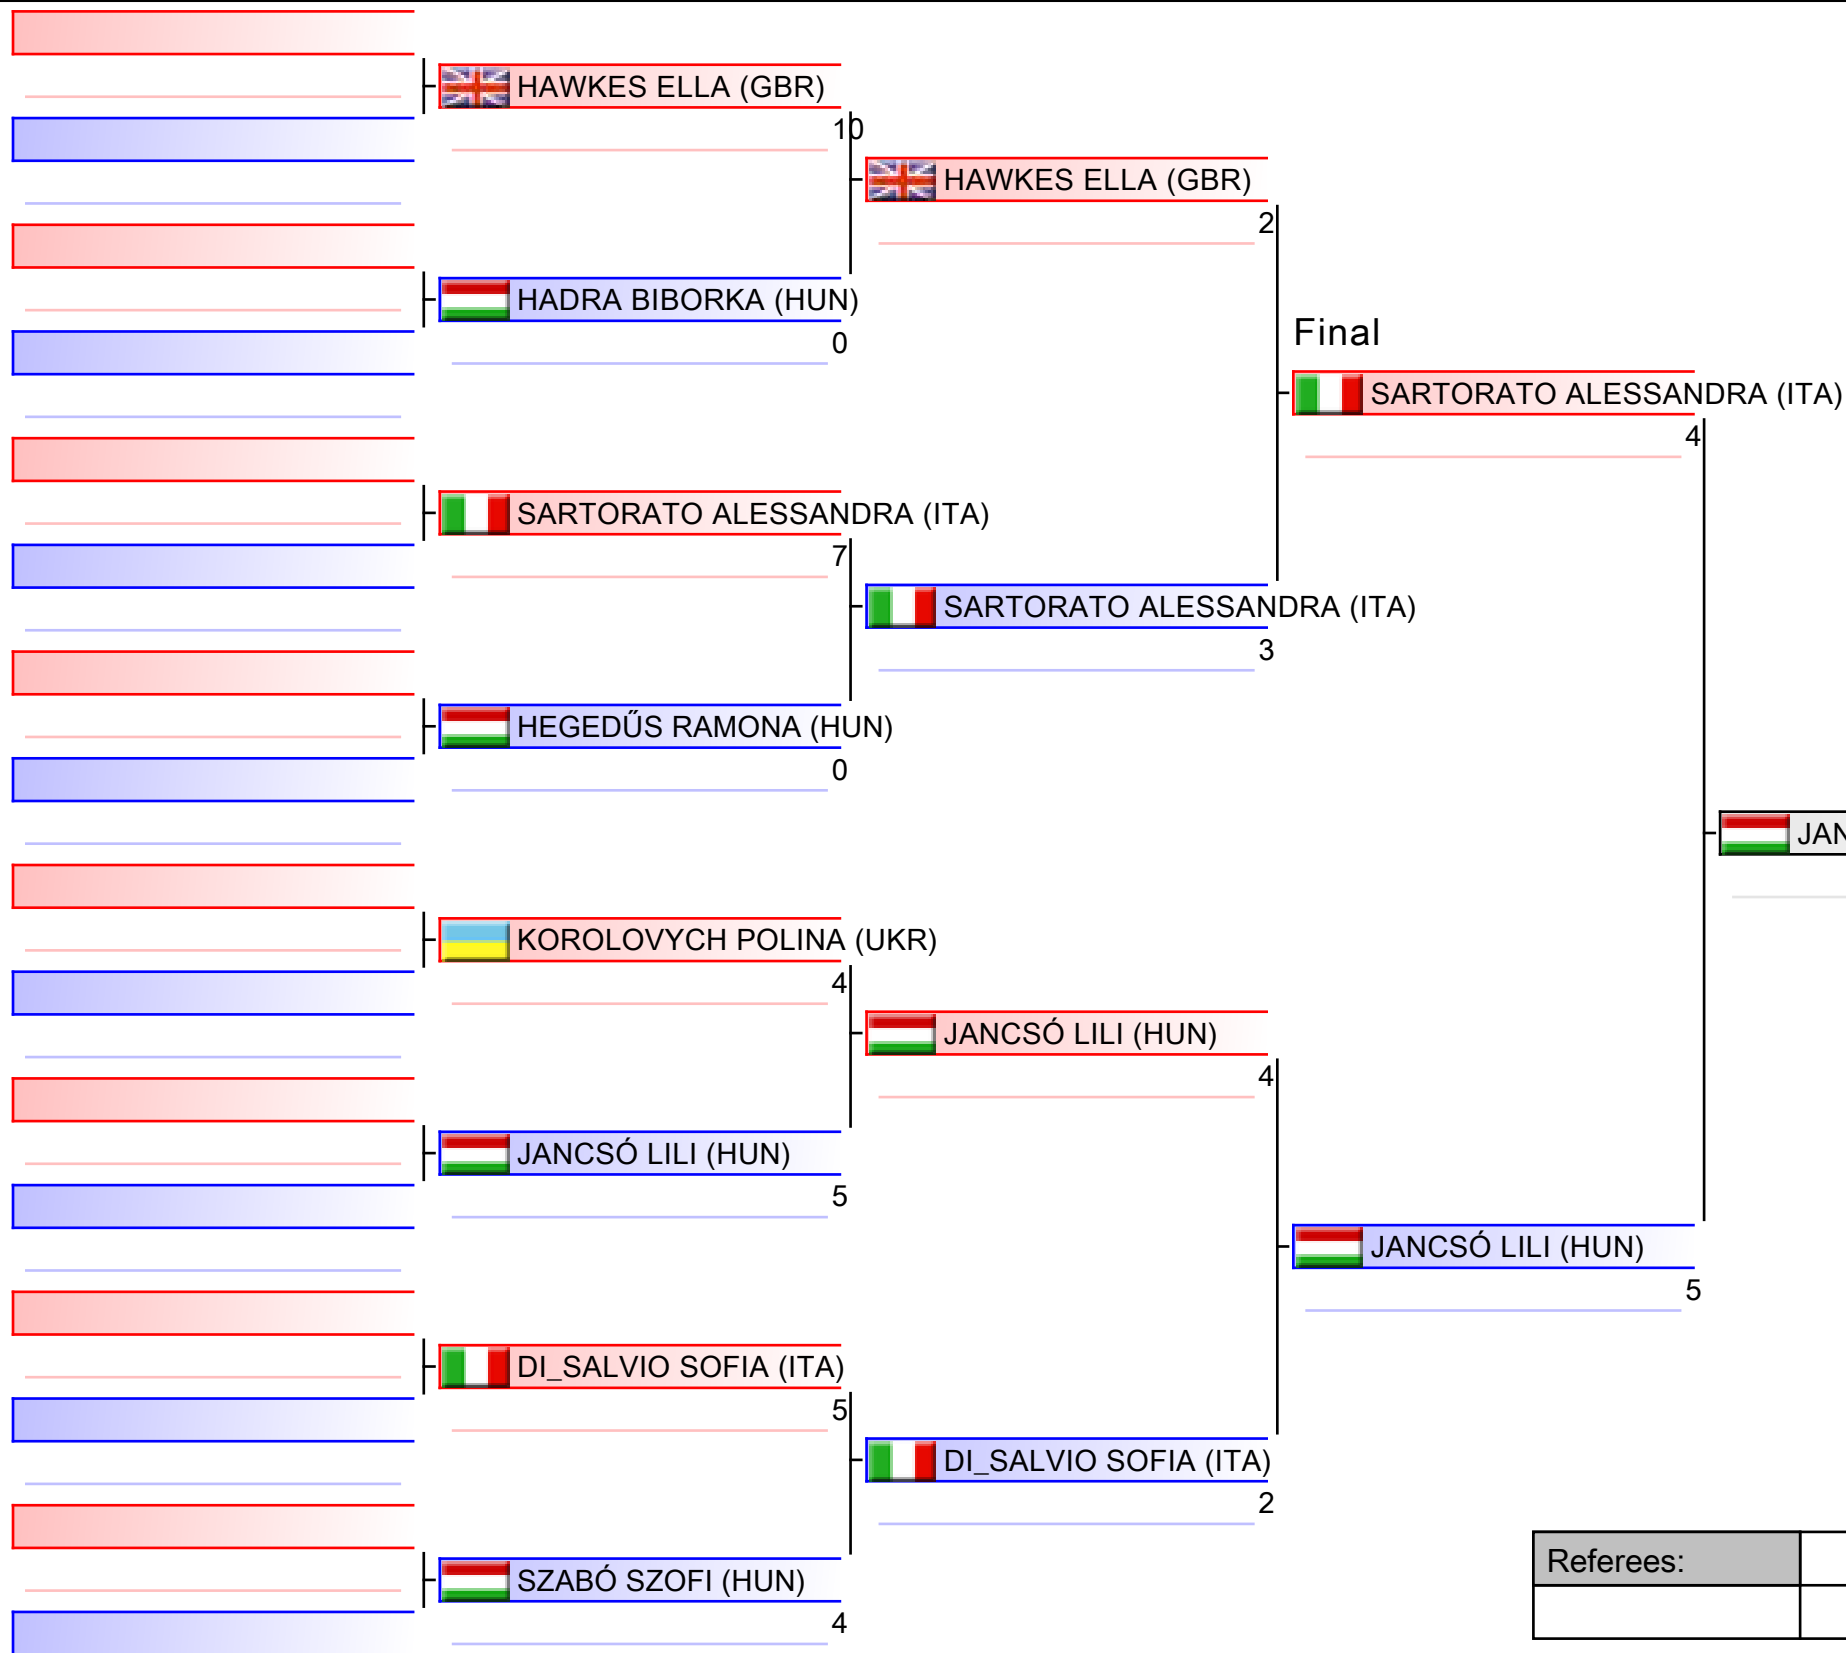 HAWKES ELLA (GBR)
10
HAWKES ELLA (GBR)
2
HADRA BIBORKA (HUN)
0
Final
SARTORATO ALESSANDRA (ITA)
4
SARTORATO ALESSANDRA (ITA)
7
SARTORATO ALESSANDRA (ITA)
3
HEGEDŰS RAMONA (HUN)
0
JAN
KOROLOVYCH POLINA (UKR)
4
JANCSÓ LILI (HUN)
4
JANCSÓ LILI (HUN)
5
JANCSÓ LILI (HUN)
5
DI_SALVIO SOFIA (ITA)
5
DI_SALVIO SOFIA (ITA)
2
SZABÓ SZOFI (HUN)
4
Referees: